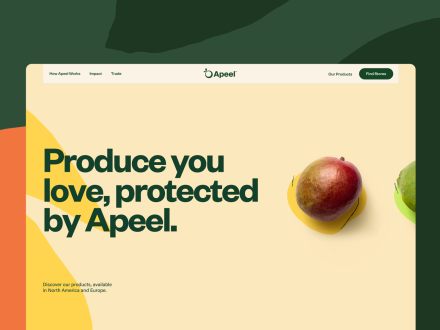 How Apeel Works Impact Trade Apeel Our Products Find Stores
Produce you
love, protected
by Apeel.
Discover our products, available
in North America and Europe.